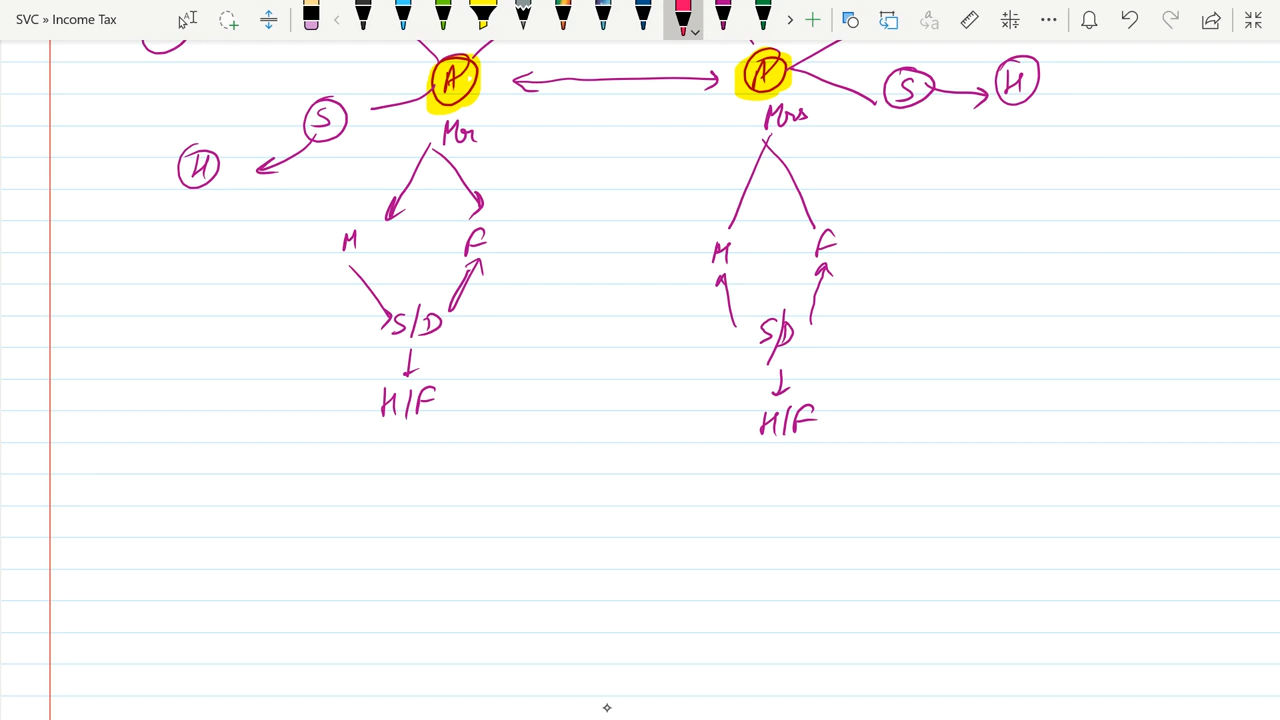 SVC » Income Tax
A A
S H
S Mrs
Mr
H
M F M F
S/D S/D
H/F H/F